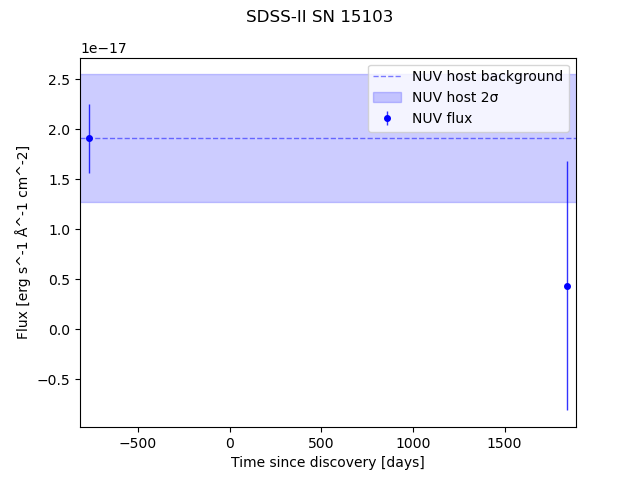 SDSS-II SN 15103
1e−17
NUV host background
NUV host 2σ
NUV flux
2.5
2.0
1.5
1.0
0.5
0.0
−0.5
Flux [erg s^-1 Å^-1 cm^-2]
−500
0
500
1000
1500
Time since discovery [days]